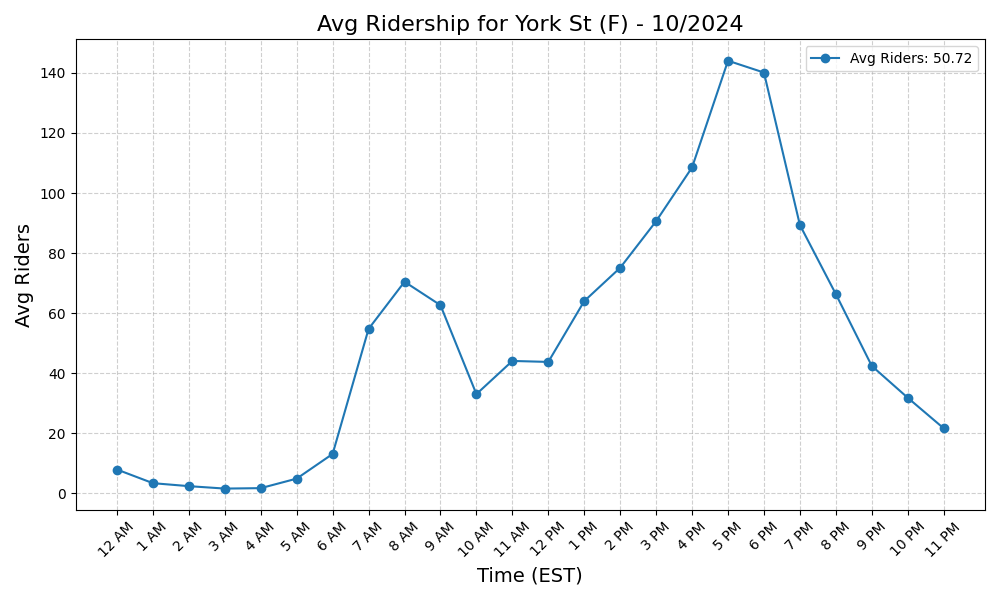 Avg Ridership for York St (F) - 10/2024
Avg Riders: 50.72
Avg Riders
140
120
100
80
60
40
20
0
12 AM
1 AM
2 AM
3 AM
4 AM
5 AM
6 AM
7 AM
8 AM
9 AM
10 AM
11 AM
12 PM
1 PM
2 PM
3 PM
4 PM
5 PM
6 PM
7 PM
8 PM
9 PM
10 PM
11 PM
Time (EST)